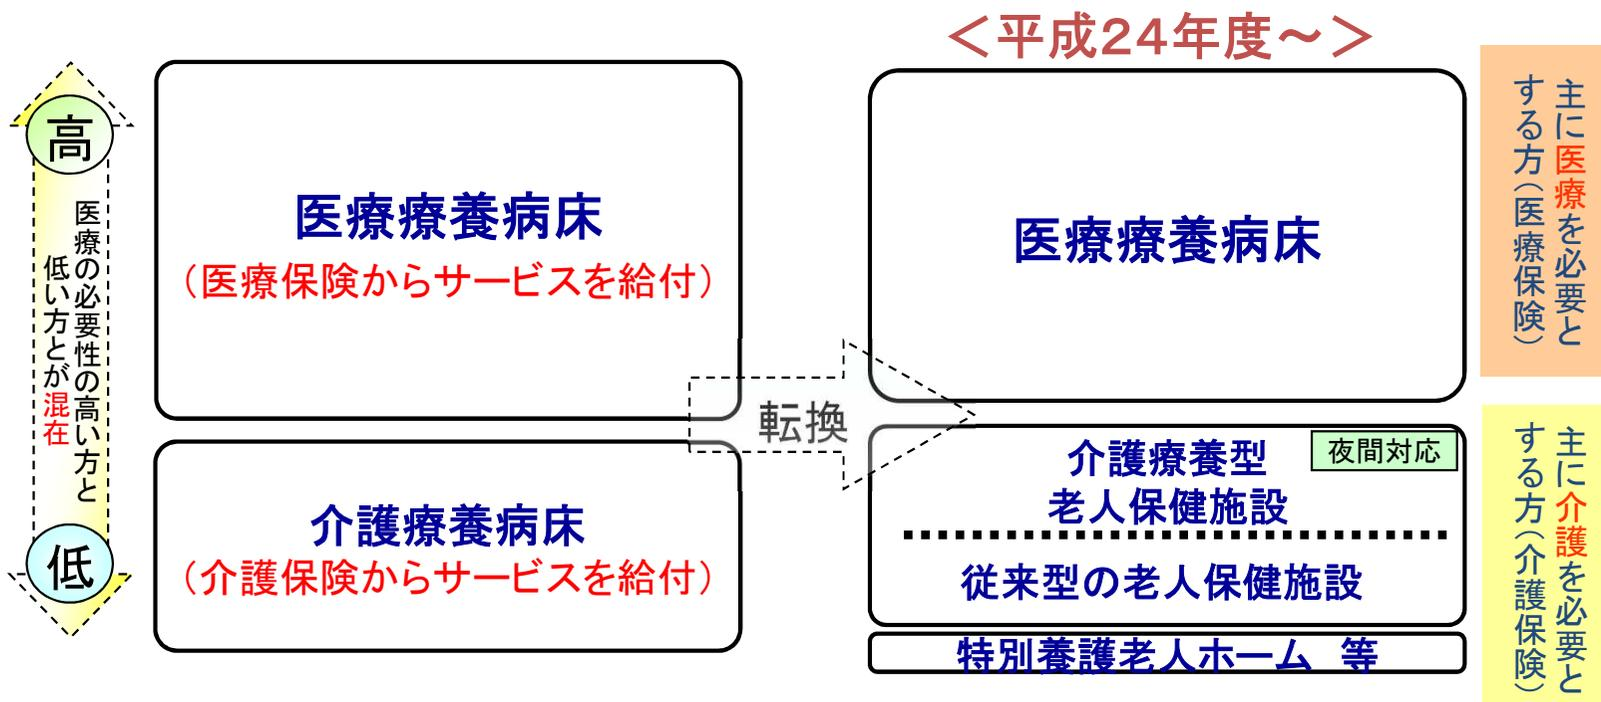 ＜平成２４年度～＞
高
医療の必要性の高い方と
低い方とが混在
低
医療療養病床
（医療保険からサービスを給付）
介護療養病床
（介護保険からサービスを給付）
転換
医療療養病床
介護療養型
老人保健施設
夜間対応
従来型の老人保健施設
特別養護老人ホーム　等
主に医療を必要と
する方（医療保険）
主に介護を必要と
する方（介護保険）